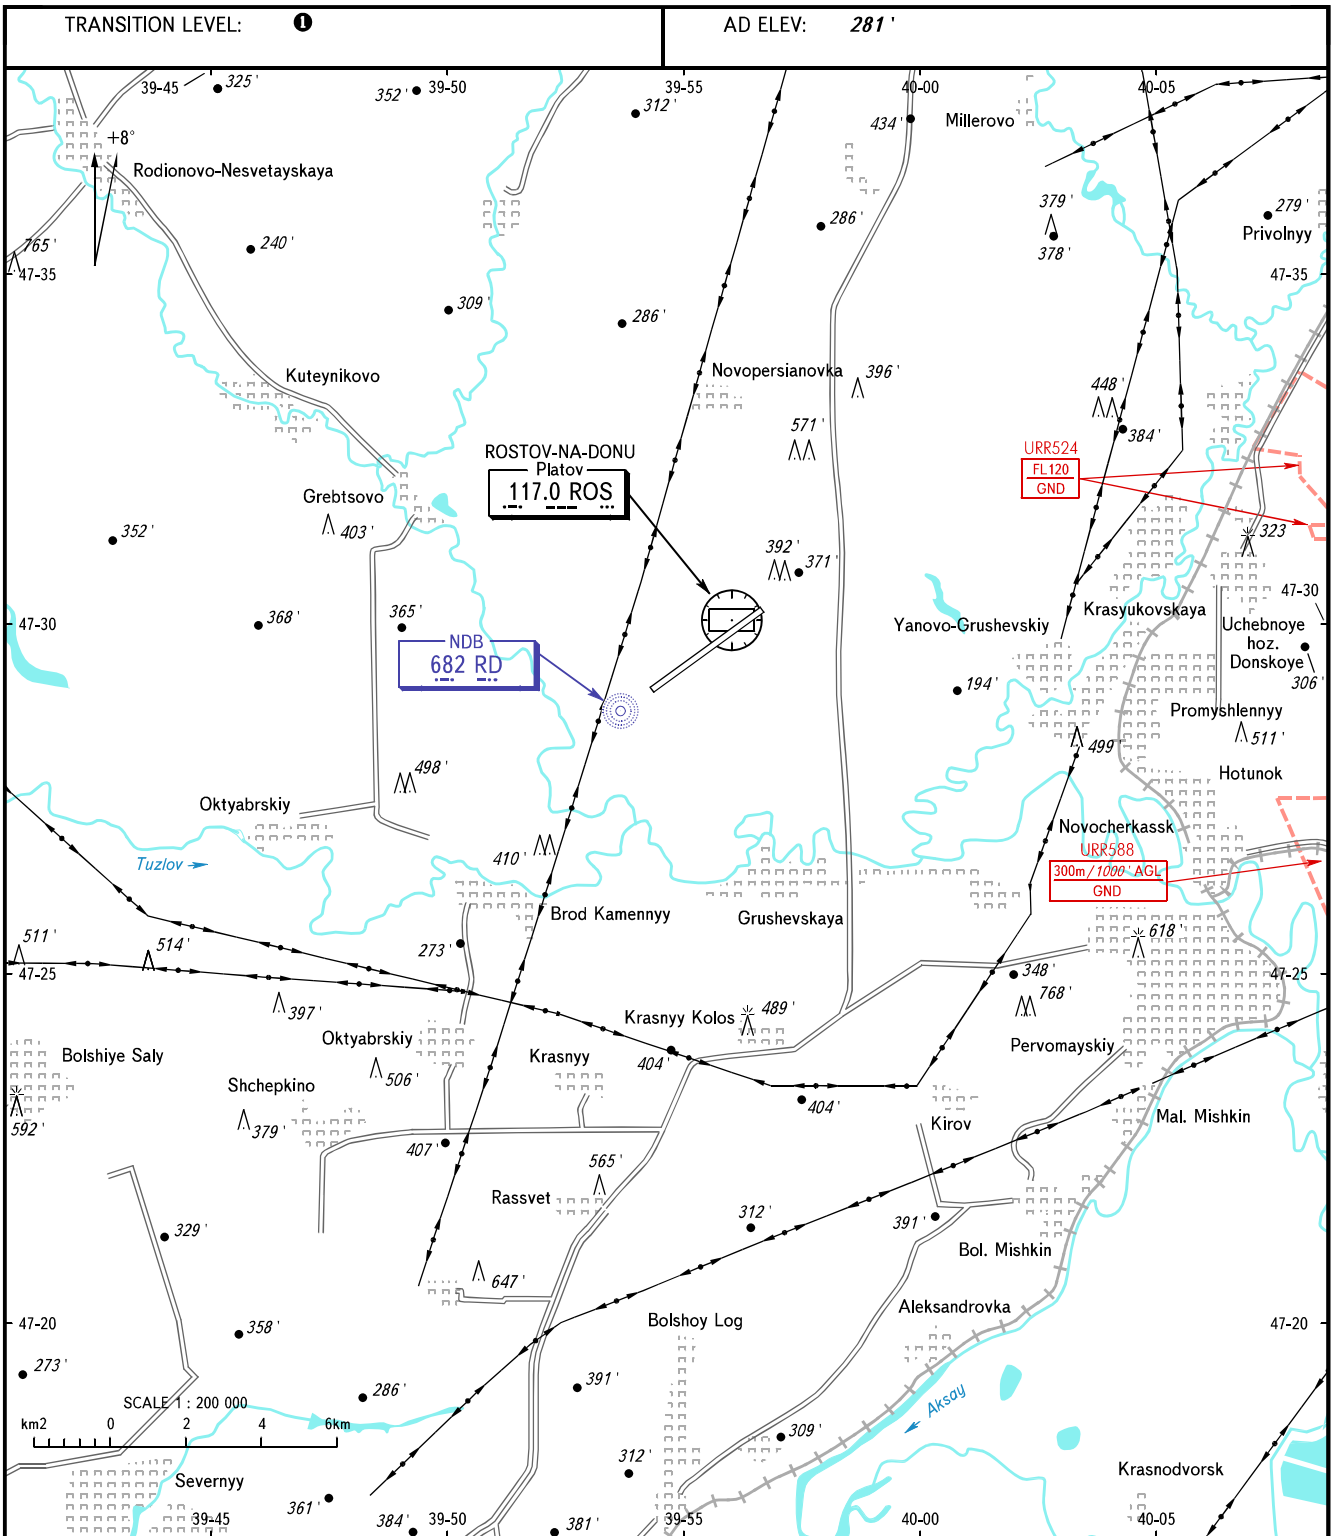 TRANSITION LEVEL: ❶
AD ELEV: 281'
39-45
325'
352'
39-50
312'
39-55
434'
40-00
Millerovo
40-05
+8°
Rodionovo-Nesvetayskaya
765'
47-35
240'
286'
379'
378'
279'
Privolnyy
47-35
309'
286'
Kuteynikovo
Novopersianovka
396'
448'
571'
384'
ROSTOV-NA-DONU
Platov
117.0 ROS
URR524
FL120
GND
Grebtsovo
403'
352'
323
392'
371'
47-30
368'
365'
Yanovo-Grushevskiy
Krasyukovskaya
47-30
Uchebnoye
hoz.
Donskoye
NDB
682 RD
194'
306'
Promyshlennyy
511'
499'
498'
Hotunok
Oktyabrskiy
Novocherkassk
410'
Tuzlov
URR588
300m/1000 AGL
GND
Brod Kamennyy
Grushevskaya
511'
514'
273'
618'
47-25
348'
47-25
397'
768'
Krasnyy Kolos
489'
Oktyabrskiy
Krasnyy
404'
Pervomayskiy
Bolshiye Saly
506'
Shchepkino
404'
592'
379'
407'
Kirov
Mal. Mishkin
565'
Rassvet
312'
391'
329'
Bol. Mishkin
647'
Aleksandrovka
47-20
358'
Bolshoy Log
47-20
273'
286'
391'
SCALE 1 : 200 000
km2 0 2 4 6km
Aksay
309'
312'
Severnyy
Krasnodvorsk
361'
39-45
384'
39-50
381'
39-55
40-00
40-05